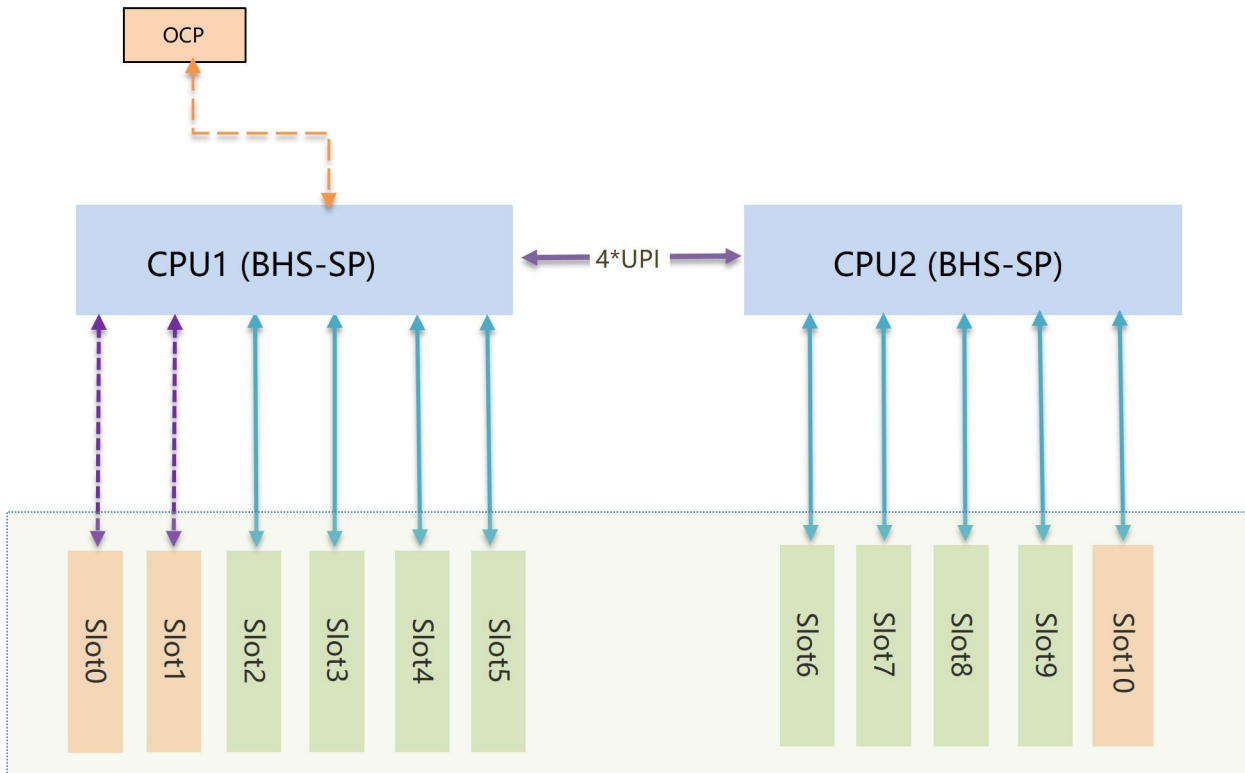 OCP
CPU1 (BHS-SP)
4*UPI
CPU2 (BHS-SP)
Slot0
Slot1
Slot2
Slot3
Slot4
Slot5
Slot6
Slot7
Slot8
Slot9
Slot10